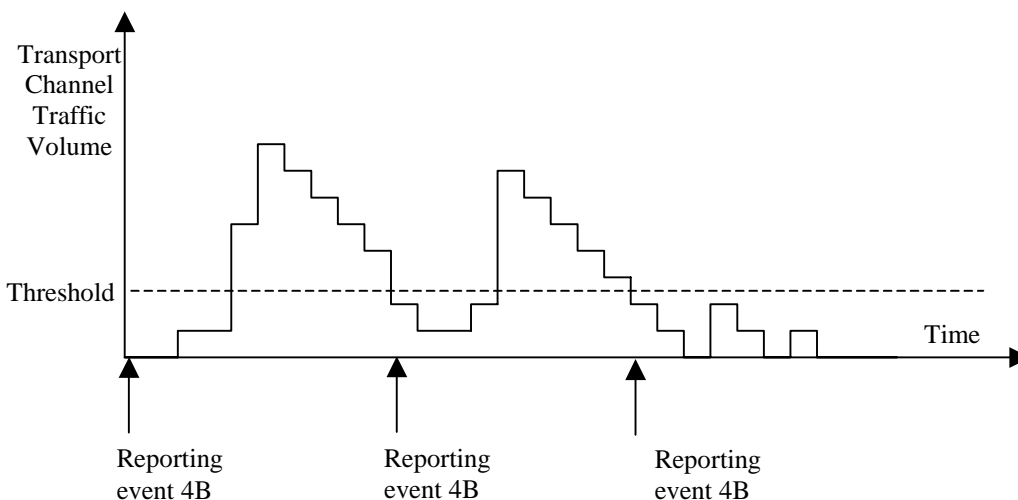 Transport
Channel
Traffic
Volume
Threshold
Time
Reporting
event 4B
Reporting
event 4B
Reporting
event 4B